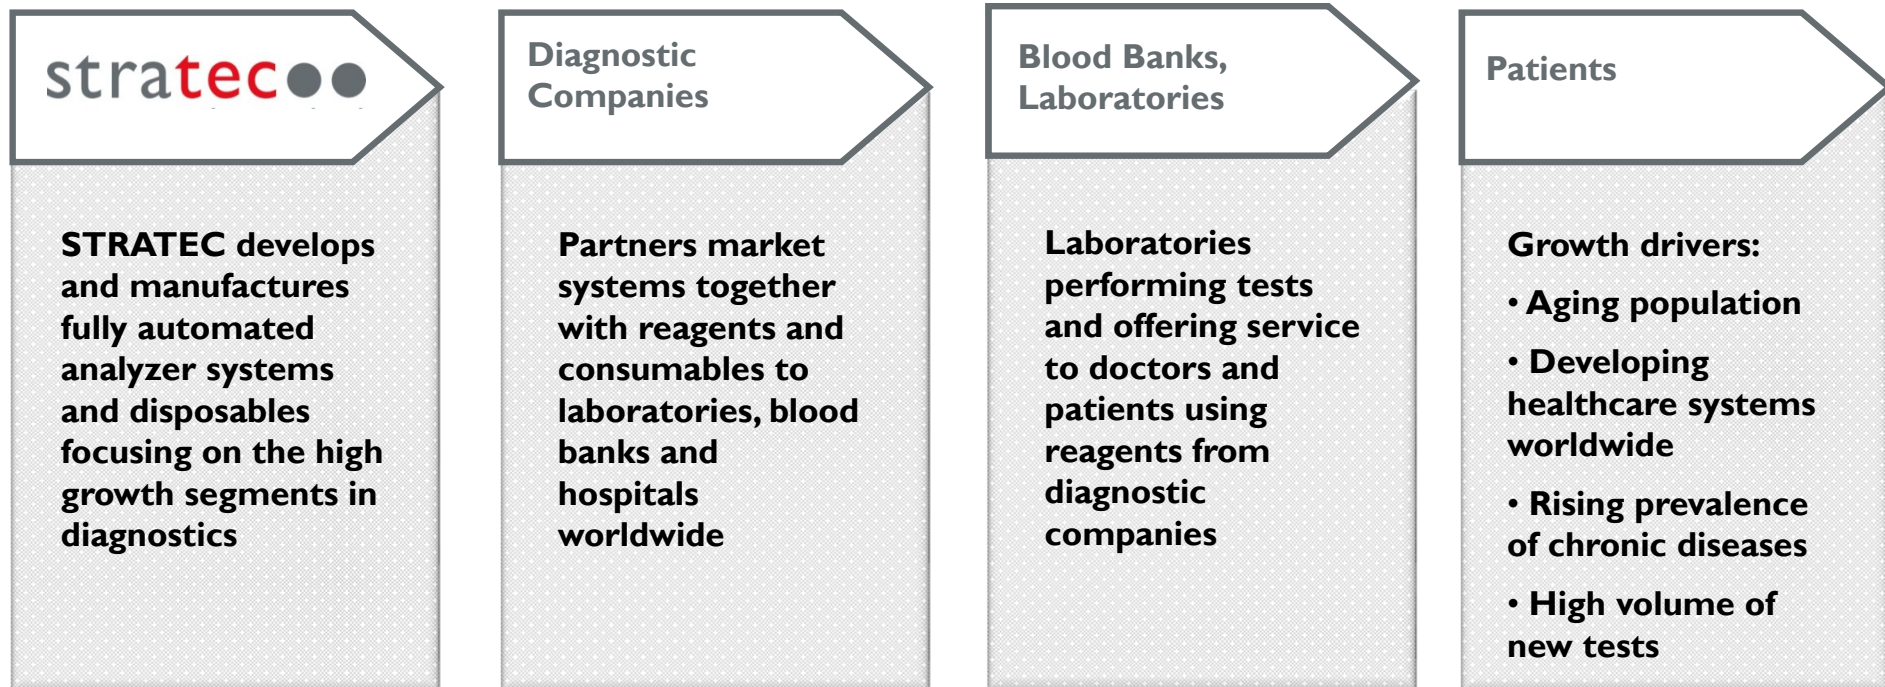 stratec
STRATEC develops
and manufactures
fully automated
analyzer systems
and disposables
focusing on the high
growth segments in
diagnostics
Diagnostic
Companies
Partners market
systems together
with reagents and
consumables to
laboratories, blood
banks and
hospitals
worldwide
Blood Banks,
Laboratories
Laboratories
performing tests
and offering service
to doctors and
patients using
reagents from
diagnostic
companies
Patients
Growth drivers:
• Aging population
• Developing
healthcare systems
worldwide
• Rising prevalence
of chronic diseases
• High volume of
new tests